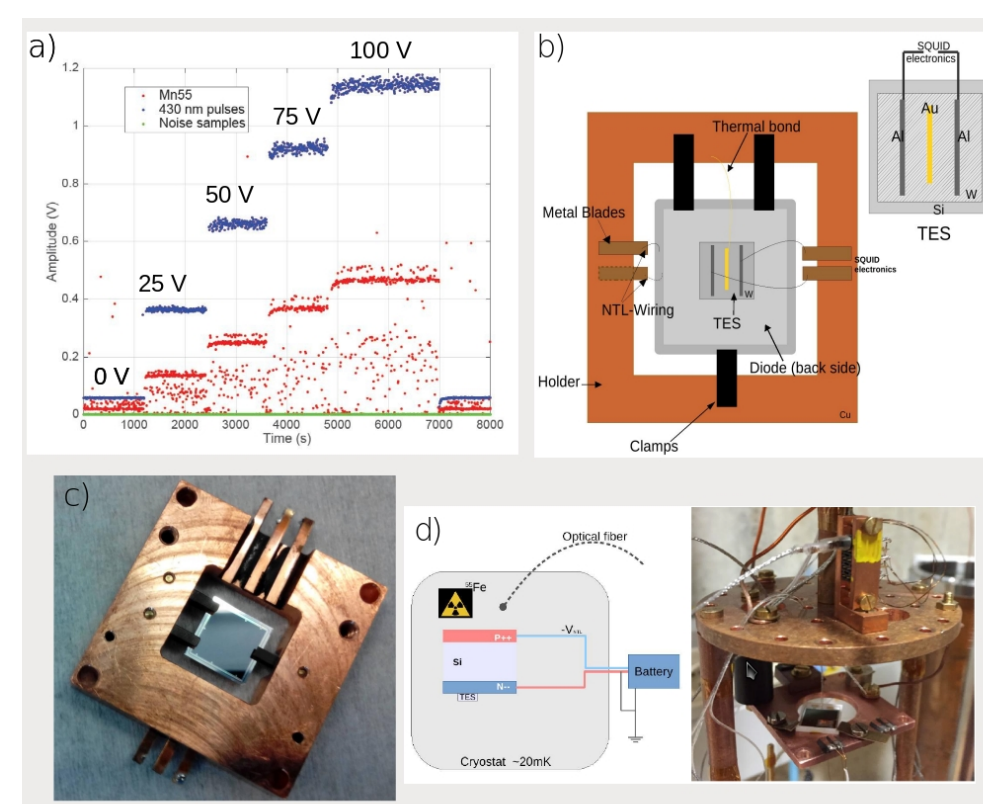 a)
100 V
75 V
50 V
25 V
0 V
1.2
1
0.8
0.6
0.4
0.2
0
Amplitude (V)
Mn55
430 nm pulses
Noise samples
0 1000 2000 3000 4000 5000 6000 7000 8000
Time (s)
b)
SQUID
electronics
Au
Al
Al
W
Si
TES
Thermal bond
Metal Blades
SQUID
electronics
NTL-Wiring
W
TES
Diode (back side)
Holder
Cu
Clamps
c)
d)
Optical fiber
55Fe
P++
Si
N--
TES
Battery
Cryostat ~20mK